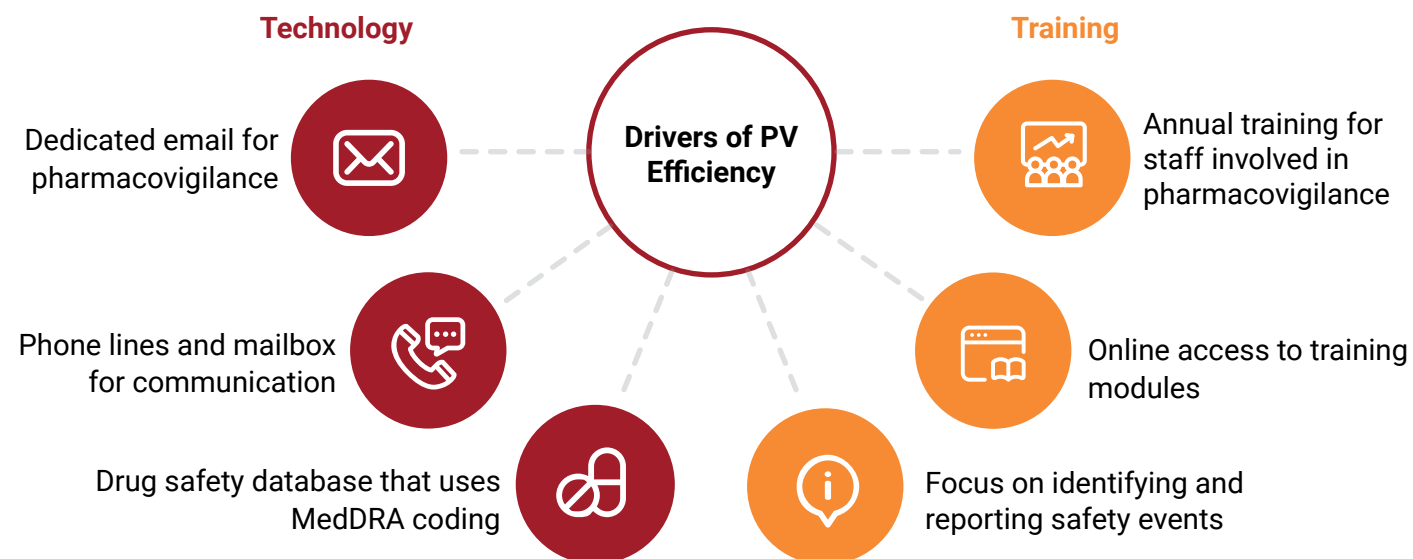 Technology
Training
Drivers of PV
Efficiency
Dedicated email for
pharmacovigilance
Annual training for
staff involved in
pharmacovigilance
Phone lines and mailbox
for communication
Online access to training
modules
Drug safety database that uses
MedDRA coding
Focus on identifying and
reporting safety events